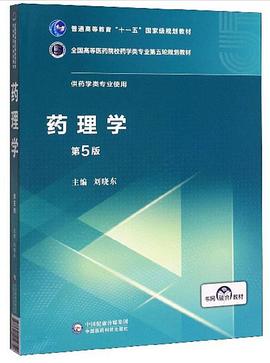 普通高等教育“十一五”国家级规划教材
全国高等医药院校药学类专业第五轮规划教材
供药学类专业使用
药理学
第5版
主编 刘晓东
书网融合教材
中国健康传媒集团
中国医药科技出版社
药理学
第5版